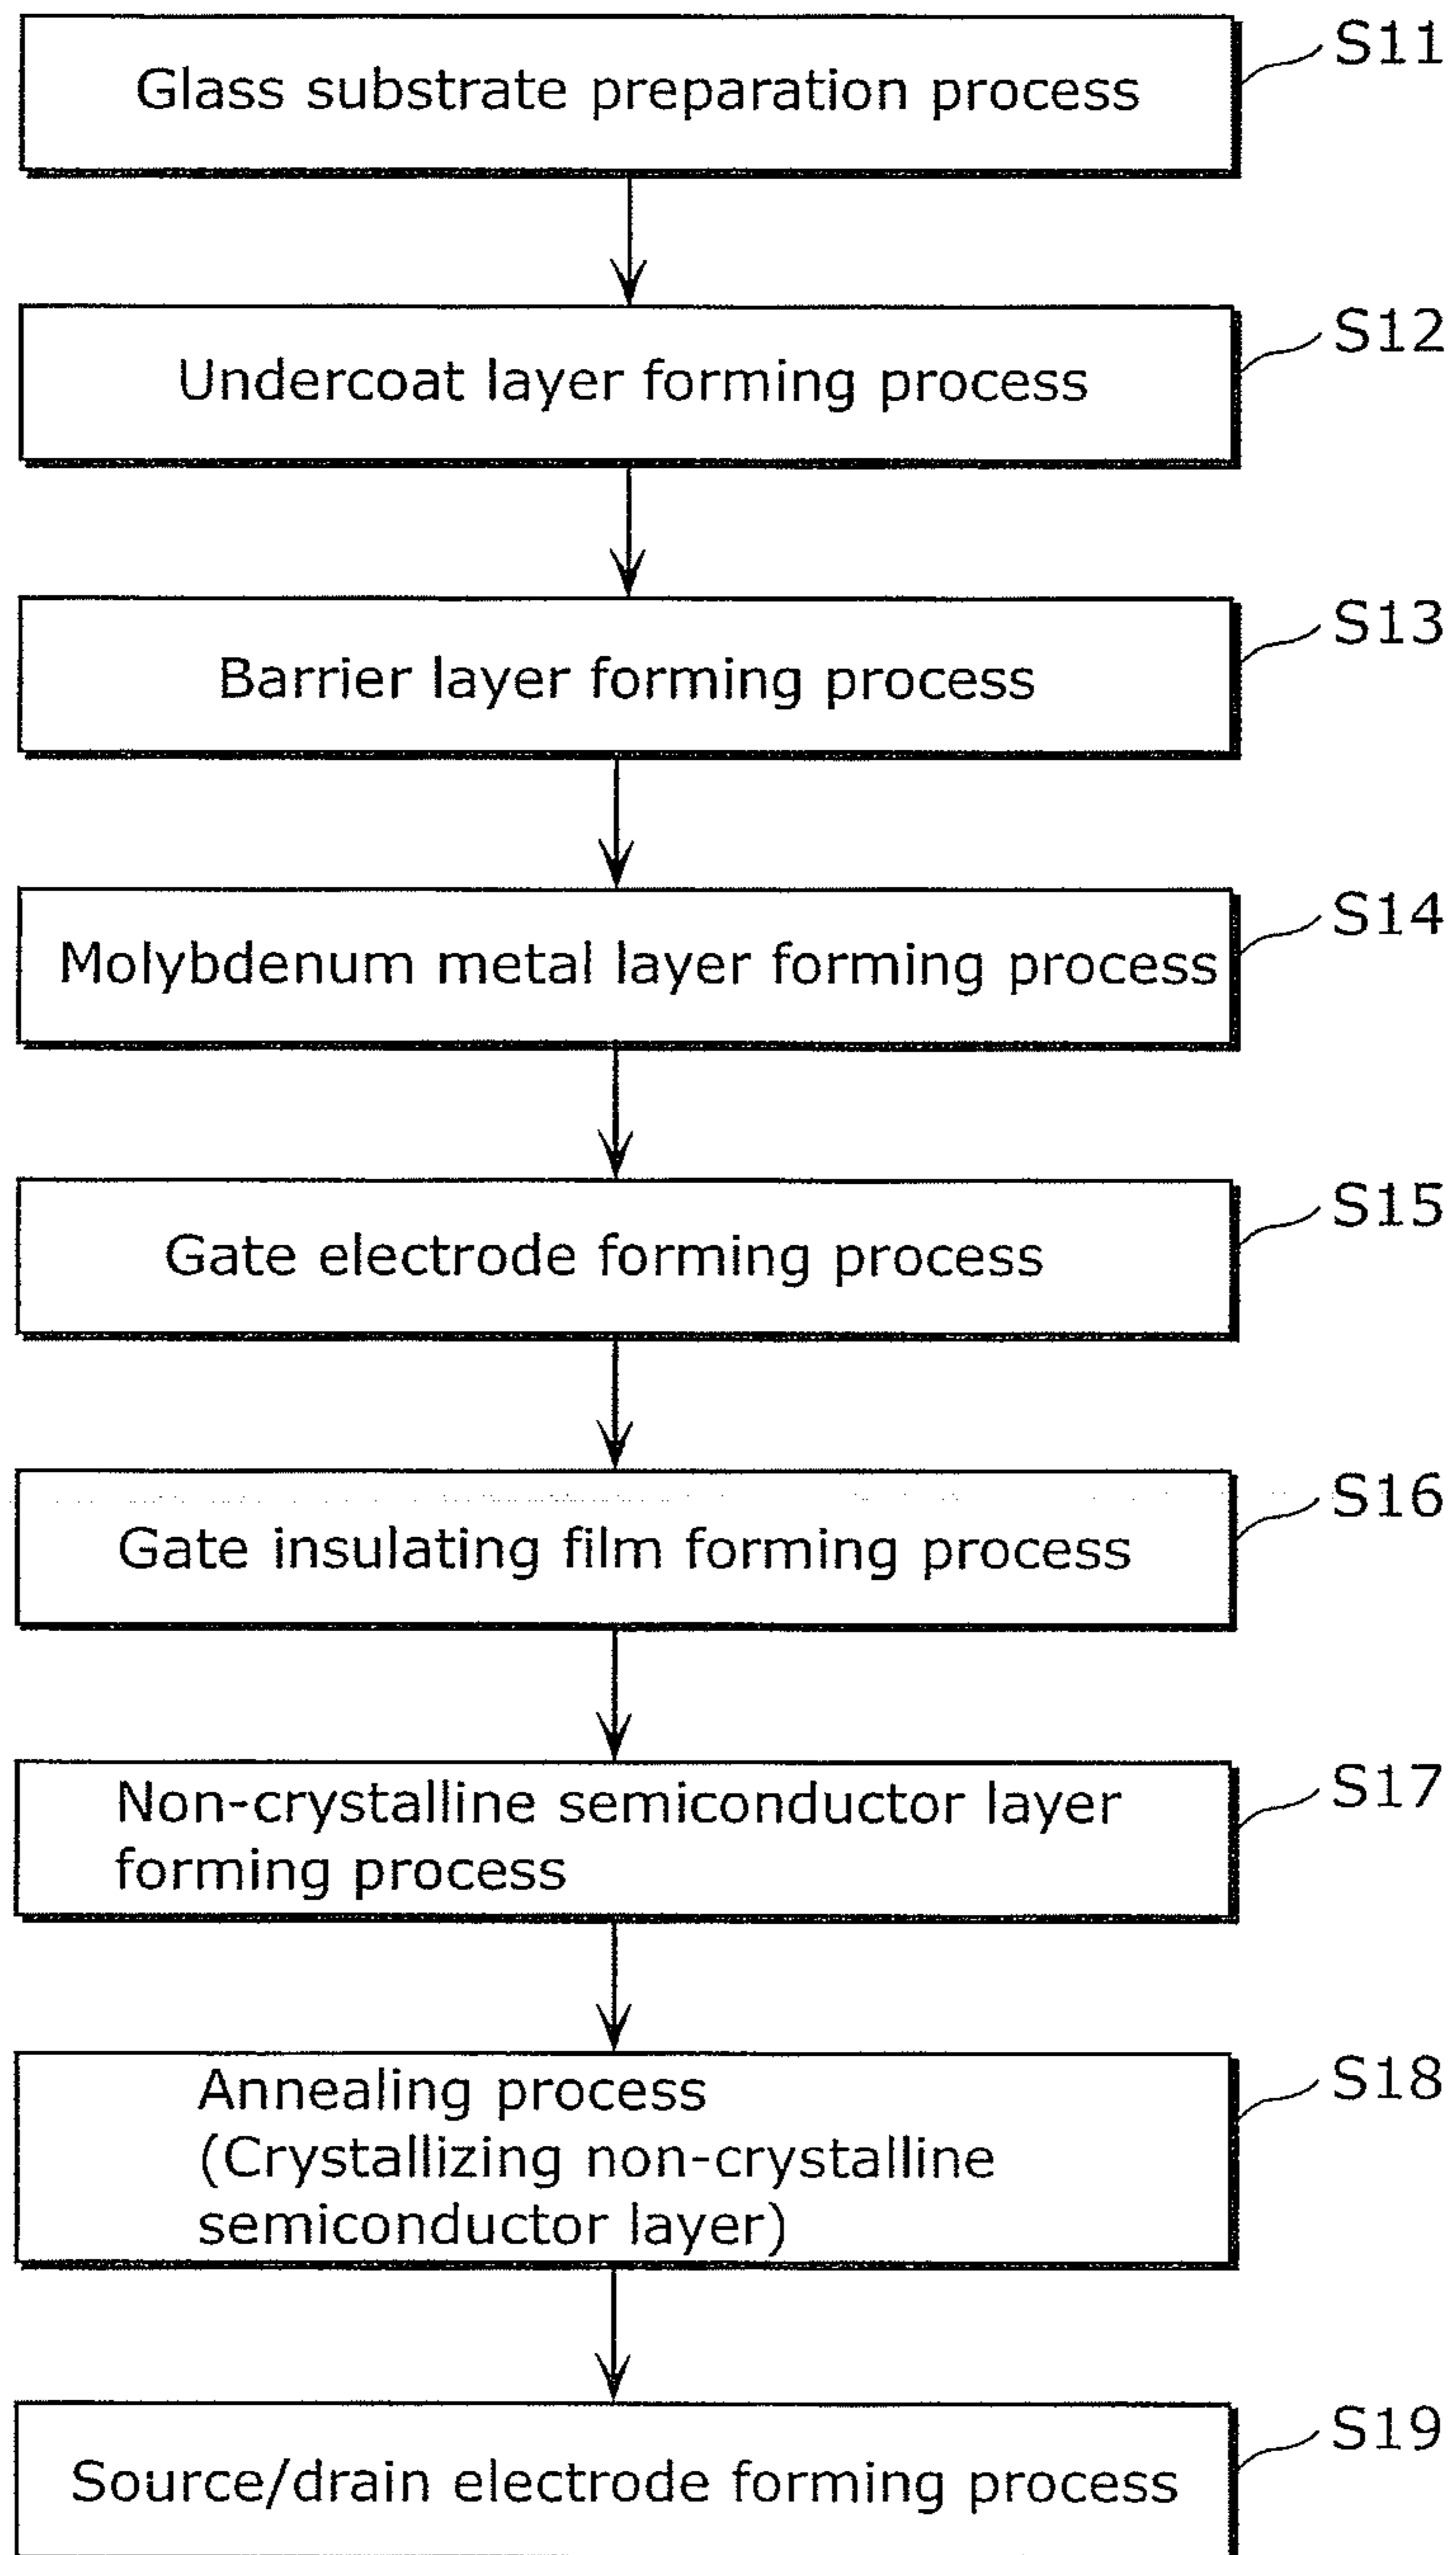 Glass substrate preparation process
S11
Undercoat layer forming process
S12
Barrier layer forming process
S13
Molybdenum metal layer forming process
S14
Gate electrode forming process
S15
Gate insulating film forming process
S16
Non-crystalline semiconductor layer
forming process
S17
Annealing process
(Crystallizing non-crystalline
semiconductor layer)
S18
Source/drain electrode forming process
S19